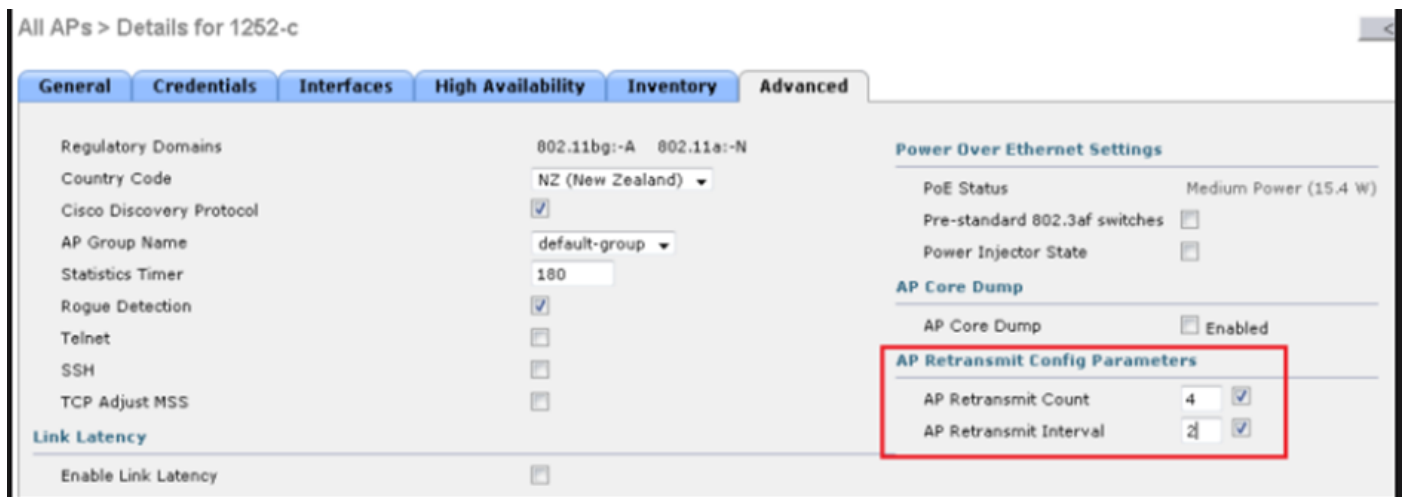 All APs > Details for 1252-c
<
General Credentials Interfaces High Availability Inventory Advanced
Regulatory Domains 802.11bg:-A 802.11a:-N
Country Code NZ (New Zealand)
Cisco Discovery Protocol
AP Group Name default-group
Statistics Timer 180
Rogue Detection
Telnet
SSH
TCP Adjust MSS
Link Latency
Enable Link Latency
Power Over Ethernet Settings
PoE Status Medium Power (15.4 W)
Pre-standard 802.3af switches
Power Injector State
AP Core Dump
AP Core Dump Enabled
AP Retransmit Config Parameters
AP Retransmit Count 4
AP Retransmit Interval 2